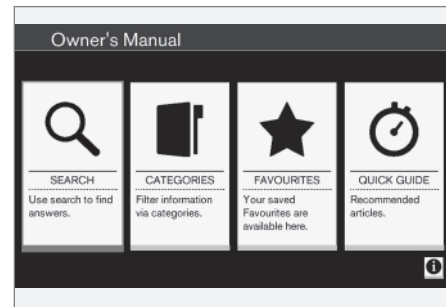 Owner's Manual
SEARCH
Use search to find
answers.
CATEGORIES
Filter information
via categories.
FAVOURITES
Your saved
Favourites are
available here.
QUICK GUIDE
Recommended
articles.
i